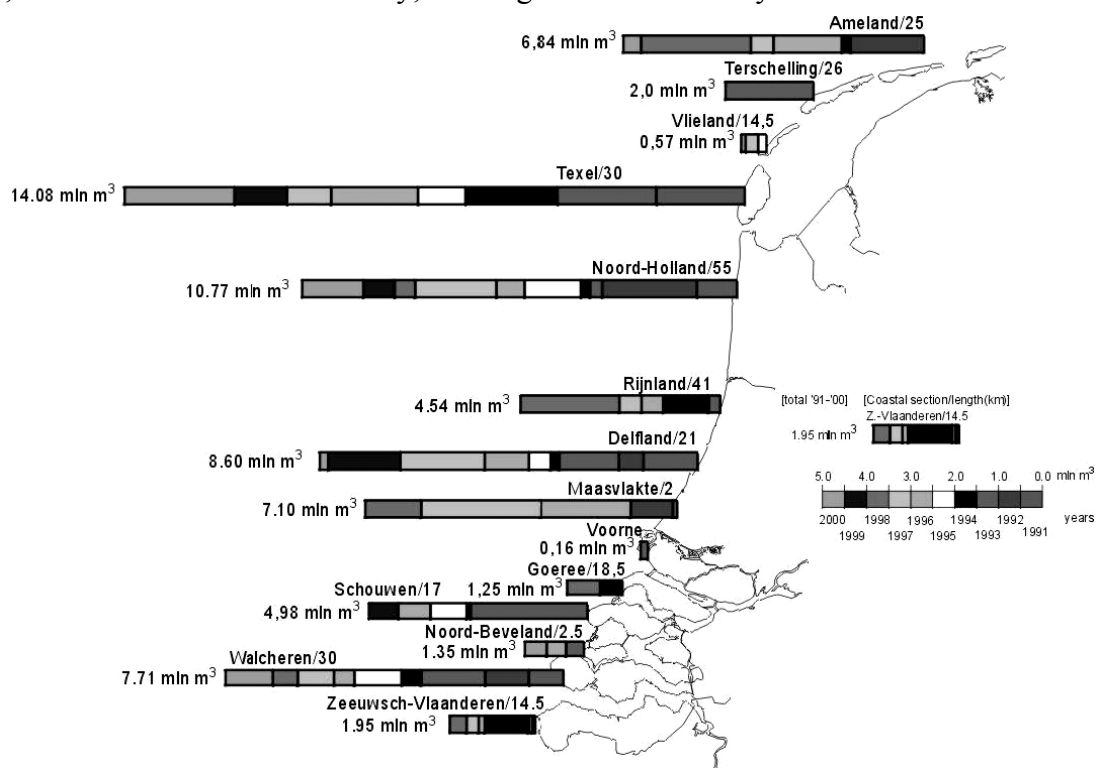 Ameland/25
6,84 mln m³
Terschelling/26
2,0 mln m³
Vlieland/14,5
0,57 mln m³
Texel/30
14.08 mln m³
Noord-Holland/55
10.77 mln m³
Rijnland/41
4.54 mln m³
[total '91-'00] [Coastal section/length(km)]
Z.-Vlaanderen/14.5
1.95 mln m³
Delfland/21
8.60 mln m³
5.0 4.0 3.0 2.0 1.0 0.0 mln m³
2000 1998 1996 1994 1992 years
1999 1997 1995 1993 1991
Maasvlakte/2
7.10 mln m³
Voorne
0,16 mln m³
Goeree/18,5
1,25 mln m³
Schouwen/17
4,98 mln m³
Noord-Beveland/2.5
1.35 mln m³
Walcheren/30
7.71 mln m³
Zeeuwsch-Vlaanderen/14.5
1.95 mln m³